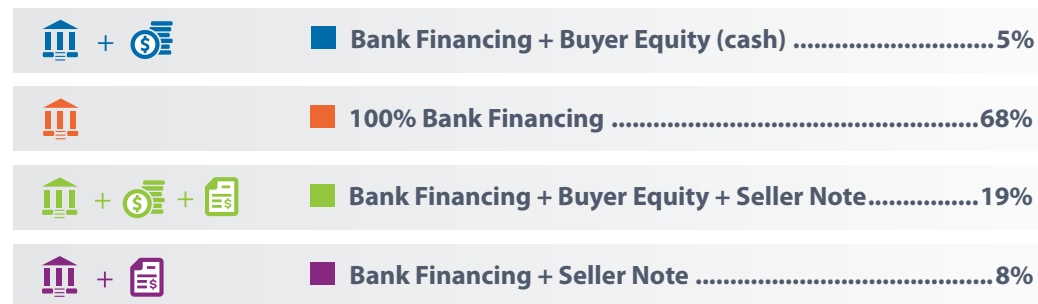 Bank Financing + Buyer Equity (cash) ..............................5%
100% Bank Financing .......................................................68%
Bank Financing + Buyer Equity + Seller Note................19%
Bank Financing + Seller Note .............................................8%